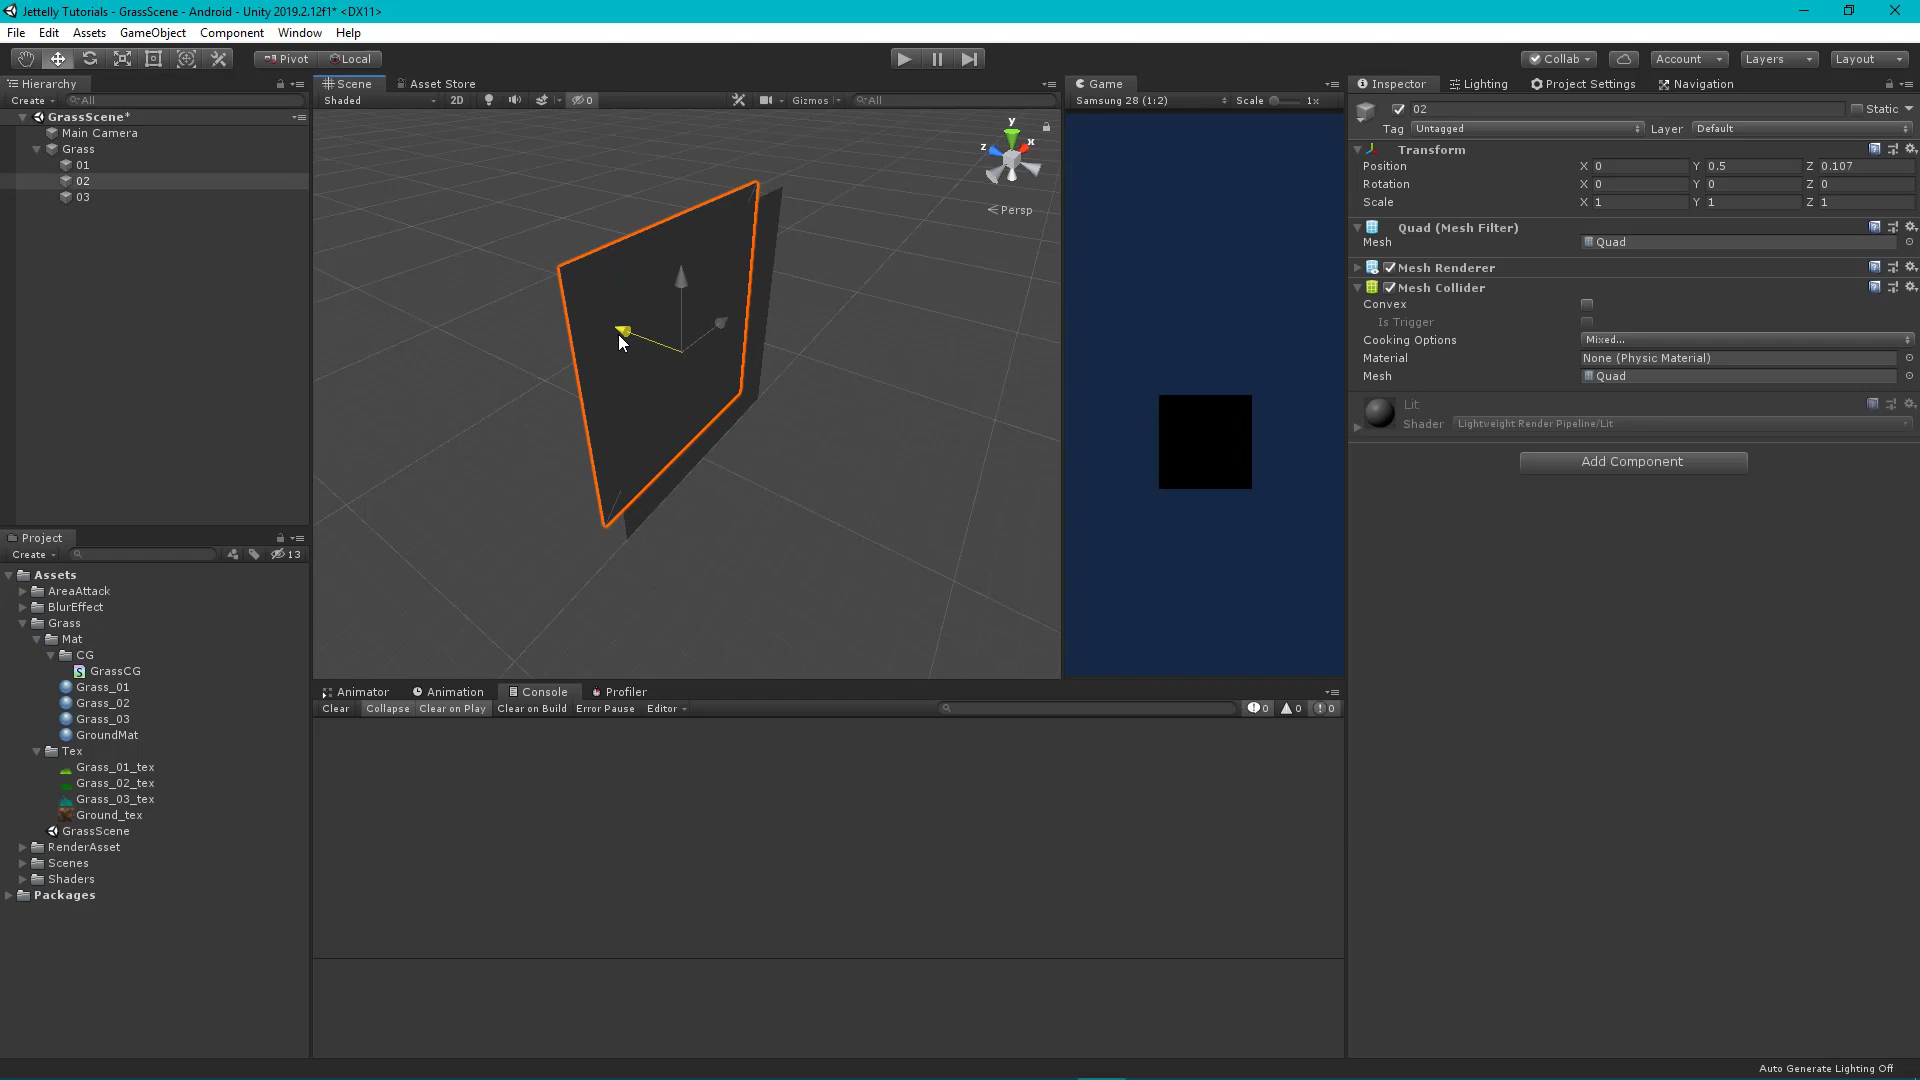 Jettelly Tutorials - GrassScene - Android - Unity 2019.2.12f1* <DX11>
File Edit Assets GameObject Component Window Help
Pivot Local Collab Account Layers Layout
Hierarchy
Create All
GrassScene*
Main Camera
Grass
01
02
03
Scene Asset Store
Shaded 2D 0 Gizmos All
y
x
z
Persp
Game
Samsung 28 (1:2) Scale 1x
Inspector Lighting Project Settings Navigation
02 Static
Tag Untagged Layer Default
Transform
Position X 0 Y 0.5 Z 0.107
Rotation X 0 Y 0 Z 0
Scale X 1 Y 1 Z 1
Quad (Mesh Filter)
Mesh Quad
Mesh Renderer
Mesh Collider
Convex
Is Trigger
Cooking Options Mixed...
Material None (Physic Material)
Mesh Quad
Lit
Shader Lightweight Render Pipeline/Lit
Add Component
Project
Create 13
Assets
AreaAttack
BlurEffect
Grass
Mat
CG
GrassCG
Grass_01
Grass_02
Grass_03
GroundMat
Tex
Grass_01_tex
Grass_02_tex
Grass_03_tex
Ground_tex
GrassScene
RenderAsset
Scenes
Shaders
Packages
Animator Animation Console Profiler
Clear Collapse Clear on Play Clear on Build Error Pause Editor 0 0 0
Auto Generate Lighting Off